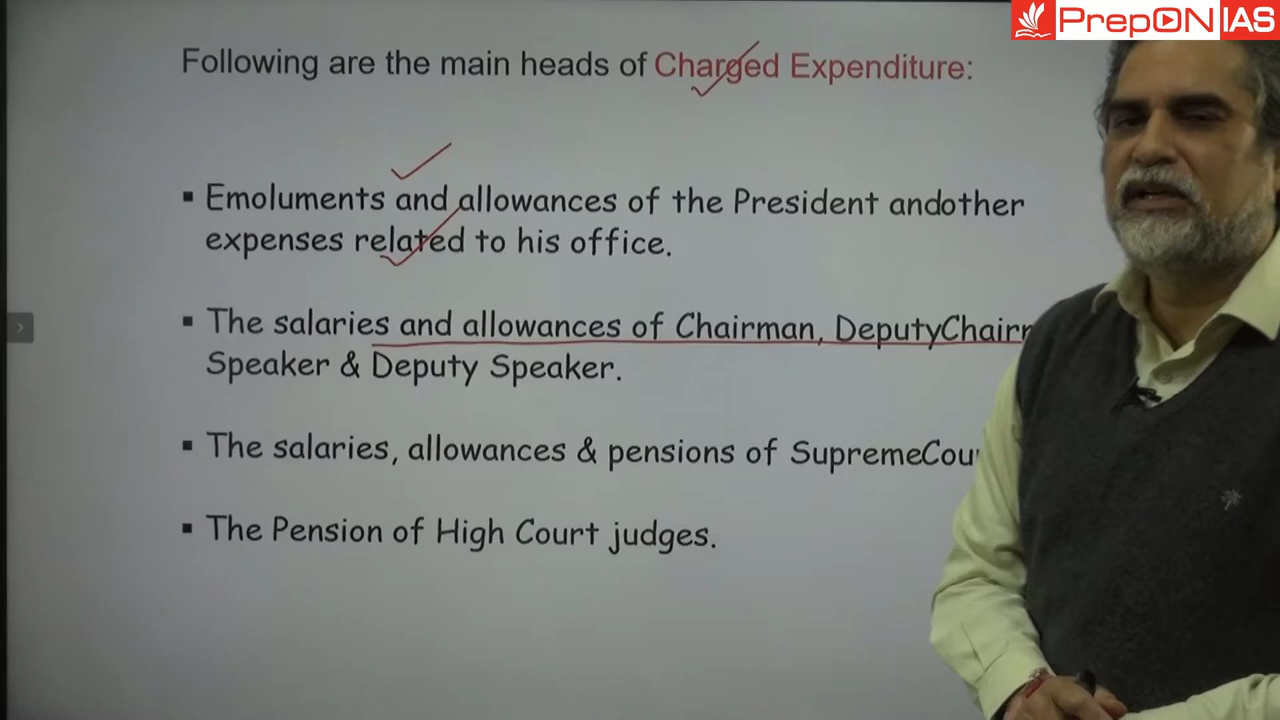 PrepON IAS
Following are the main heads of Charged Expenditure:
▪ Emoluments and allowances of the President andother
expenses related to his office.
▪ The salaries and allowances of Chairman, DeputyChair
Speaker & Deputy Speaker.
▪ The salaries, allowances & pensions of SupremeCou
▪ The Pension of High Court judges.